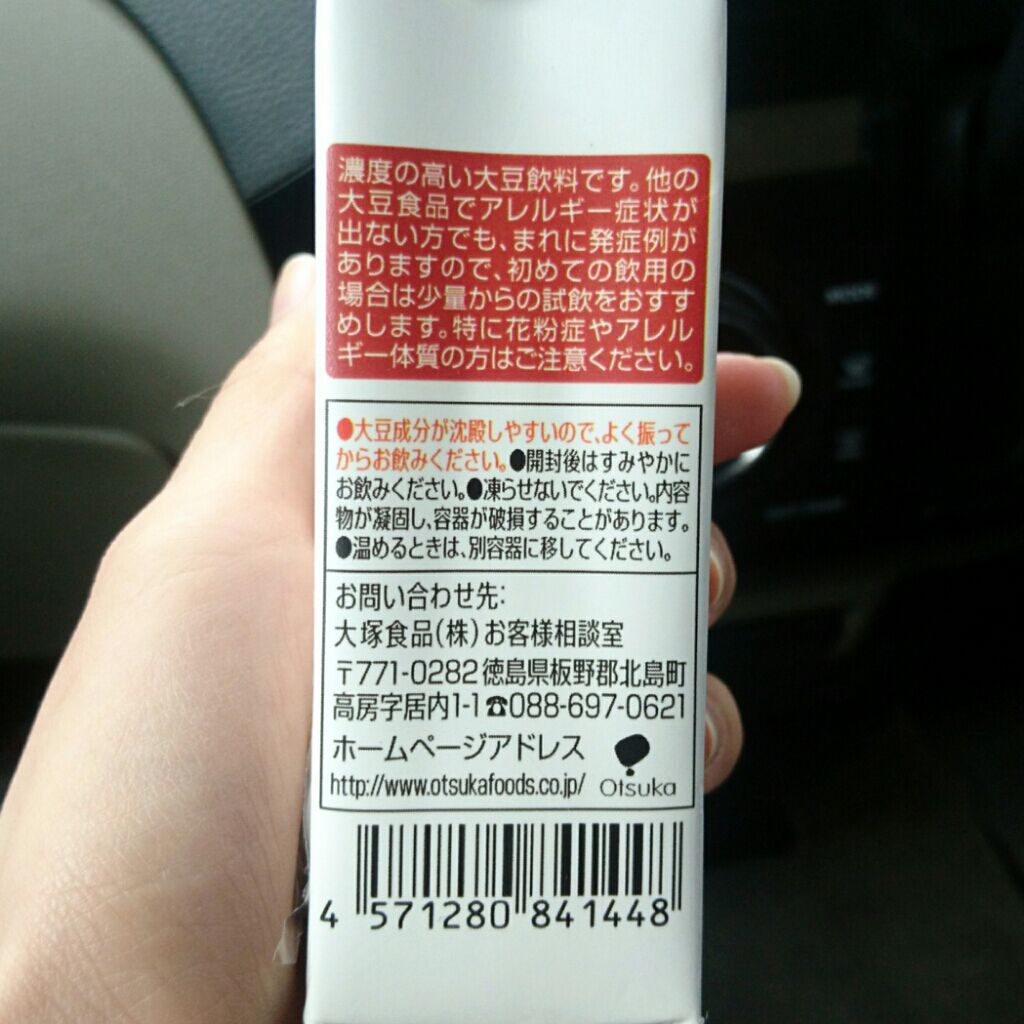 濃度の高い大豆飲料です。他の
大豆食品でアレルギー症状が
出ない方でも、まれに発症例が
ありますので、初めての飲用の
場合は少量からの試飲をおすす
めします。特に花粉症やアレル
ギー体質の方はご注意ください。
●大豆成分が沈殿しやすいので、よく振って
からお飲みください。●開封後はすみやかに
お飲みください。●凍らせないでください。内容
物が凝固し、容器が破損することがあります。
●温めるときは、別容器に移してください。
お問い合わせ先:
大塚食品(株)お客様相談室
〒771-0282徳島県板野郡北島町
高房字居内1-1☎088-697-0621
ホームページアドレス
http://www.otsukafoods.co.jp/ Otsuka
4 571280 841448